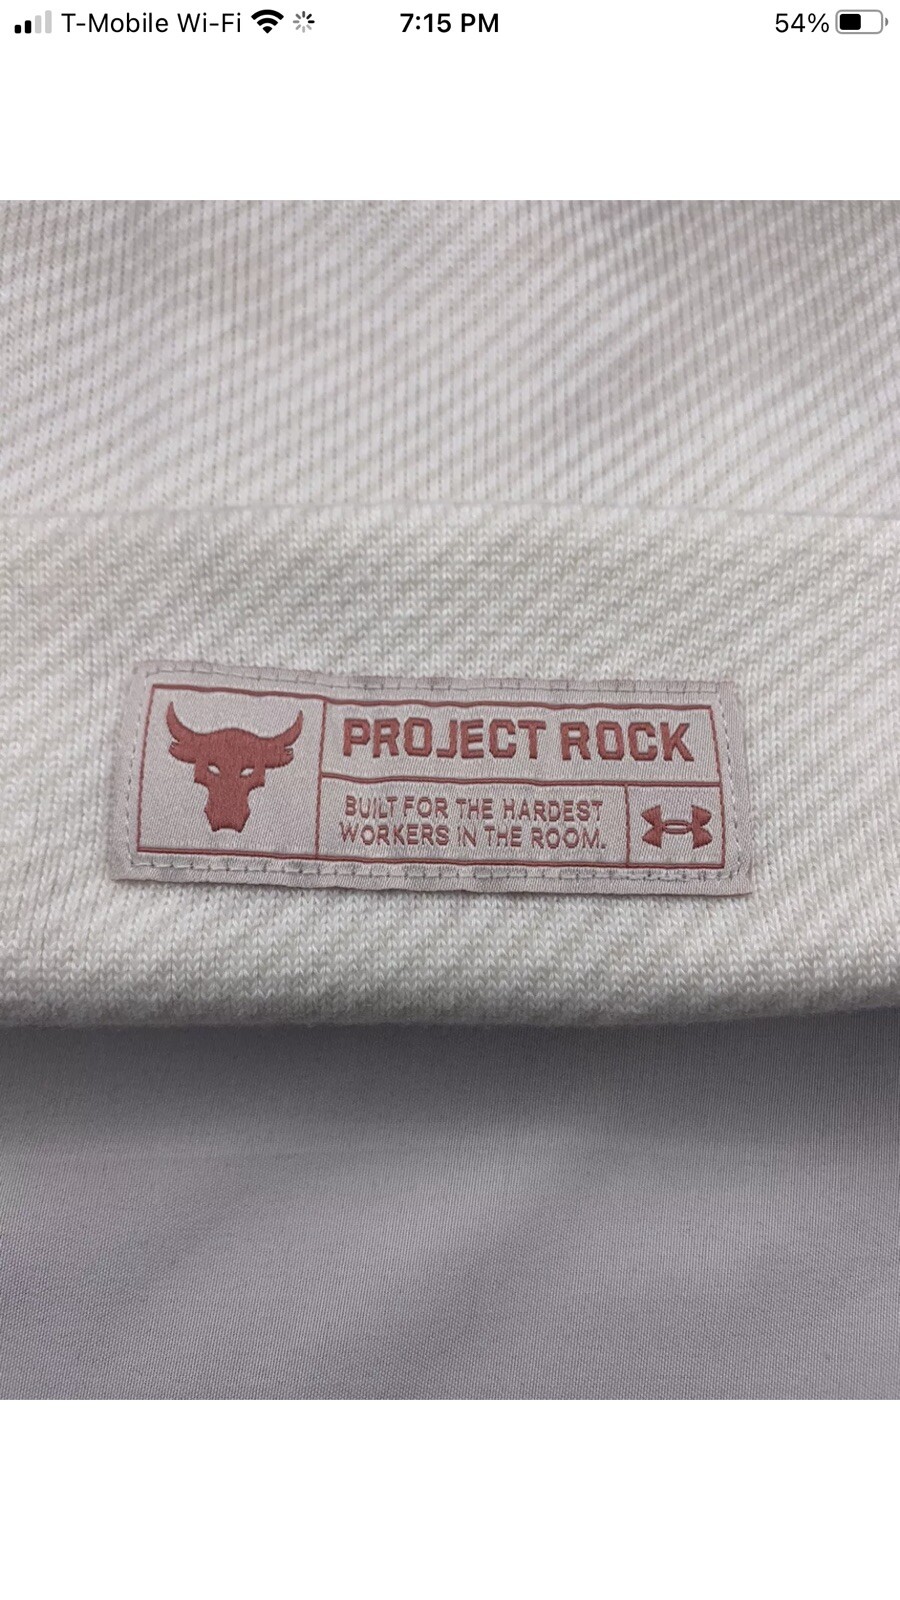 T-Mobile Wi-Fi 7:15 PM 54%
PROJECT ROCK
BUILT FOR THE HARDEST
WORKERS IN THE ROOM.